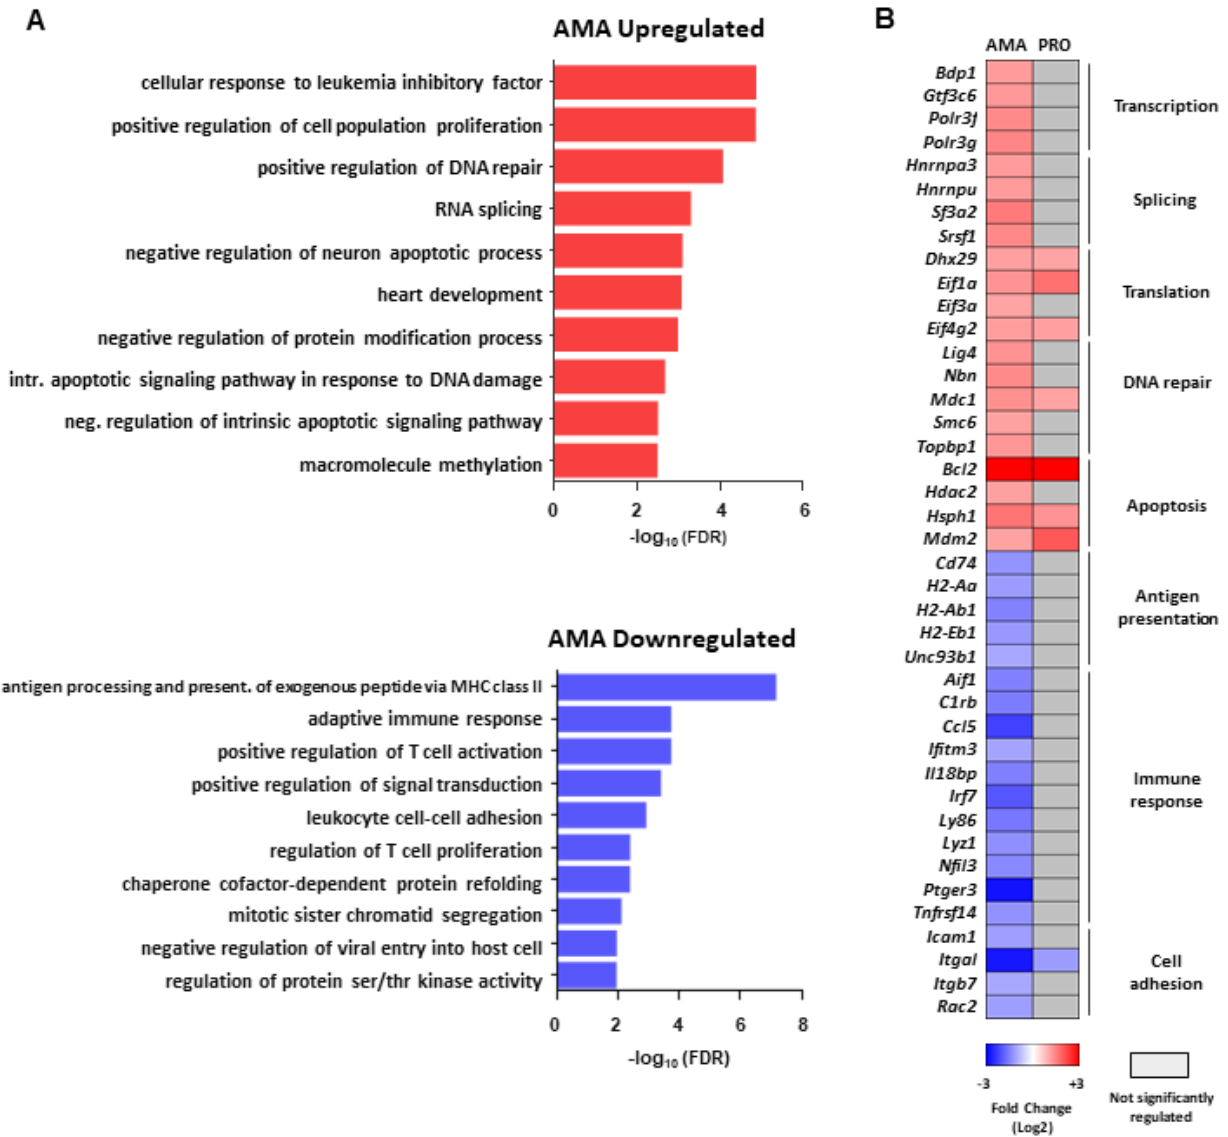 A
AMA Upregulated
cellular response to leukemia inhibitory factor
positive regulation of cell population proliferation
positive regulation of DNA repair
RNA splicing
negative regulation of neuron apoptotic process
heart development
negative regulation of protein modification process
intr. apoptotic signaling pathway in response to DNA damage
neg. regulation of intrinsic apoptotic signaling pathway
macromolecule methylation
0 2 4 6
-log10 (FDR)
AMA Downregulated
antigen processing and present. of exogenous peptide via MHC class II
adaptive immune response
positive regulation of T cell activation
positive regulation of signal transduction
leukocyte cell-cell adhesion
regulation of T cell proliferation
chaperone cofactor-dependent protein refolding
mitotic sister chromatid segregation
negative regulation of viral entry into host cell
regulation of protein ser/thr kinase activity
0 2 4 6 8
-log10 (FDR)
B
AMA PRO
Bdp1
Gtf3c6
Polr3f
Polr3g
Transcription
Hnrnpa3
Hnrnpu
Sf3a2
Srsf1
Splicing
Dhx29
Eif1a
Eif3a
Eif4g2
Translation
Lig4
Nbn
Mdc1
Smc6
Topbp1
DNA repair
Bcl2
Hdac2
Hsph1
Mdm2
Apoptosis
Cd74
H2-Aa
H2-Ab1
H2-Eb1
Unc93b1
Antigen
presentation
Aif1
C1rb
Ccl5
Ifitm3
Il18bp
Irf7
Ly86
Lyz1
Nfil3
Ptger3
Tnfrsf14
Immune
response
Icam1
Itgal
Itgb7
Rac2
Cell
adhesion
-3 +3
Fold Change
(Log2)
Not significantly
regulated